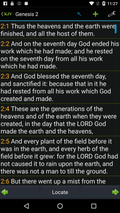 11:27
CKJV Genesis 2
2:1 Thus the heavens and the earth were
finished, and all the host of them.
2:2 And on the seventh day God ended his
work which he had made; and he rested
on the seventh day from all his work
which he had made.
2:3 And God blessed the seventh day,
and sanctified it: because that in it he
had rested from all his work which God
created and made.
2:4 These are the generations of the
heavens and of the earth when they were
created, in the day that the LORD God
made the earth and the heavens,
2:5 And every plant of the field before it
was in the earth, and every herb of the
field before it grew: for the LORD God had
not caused it to rain upon the earth, and
there was not a man to till the ground.
2:6 But there went up a mist from the
Locate